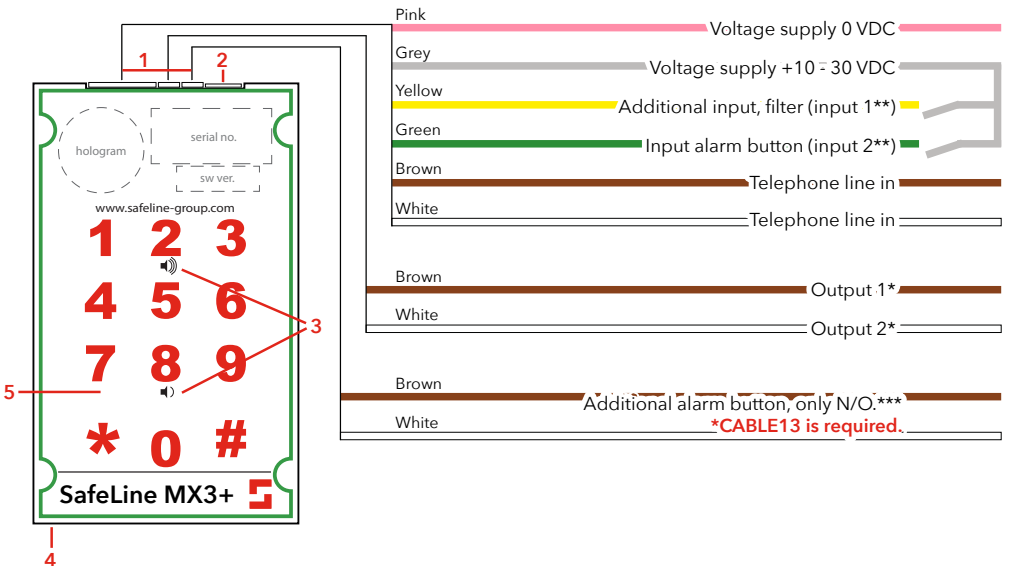 Pink
Voltage supply 0 VDC
Grey
Voltage supply +10 - 30 VDC
Yellow
Additional input, filter (input 1**)
Green
Input alarm button (input 2**)
Brown
Telephone line in
White
Telephone line in
Brown
Output 1*
White
Output 2*
Brown
Additional alarm button, only N/O.***
White
*CABLE13 is required.
1
2
hologram
serial no.
sw ver.
www.safeline-group.com
1 2 3
4 5 6
7 8 9
* 0 #
3
5
SafeLine MX3+
4